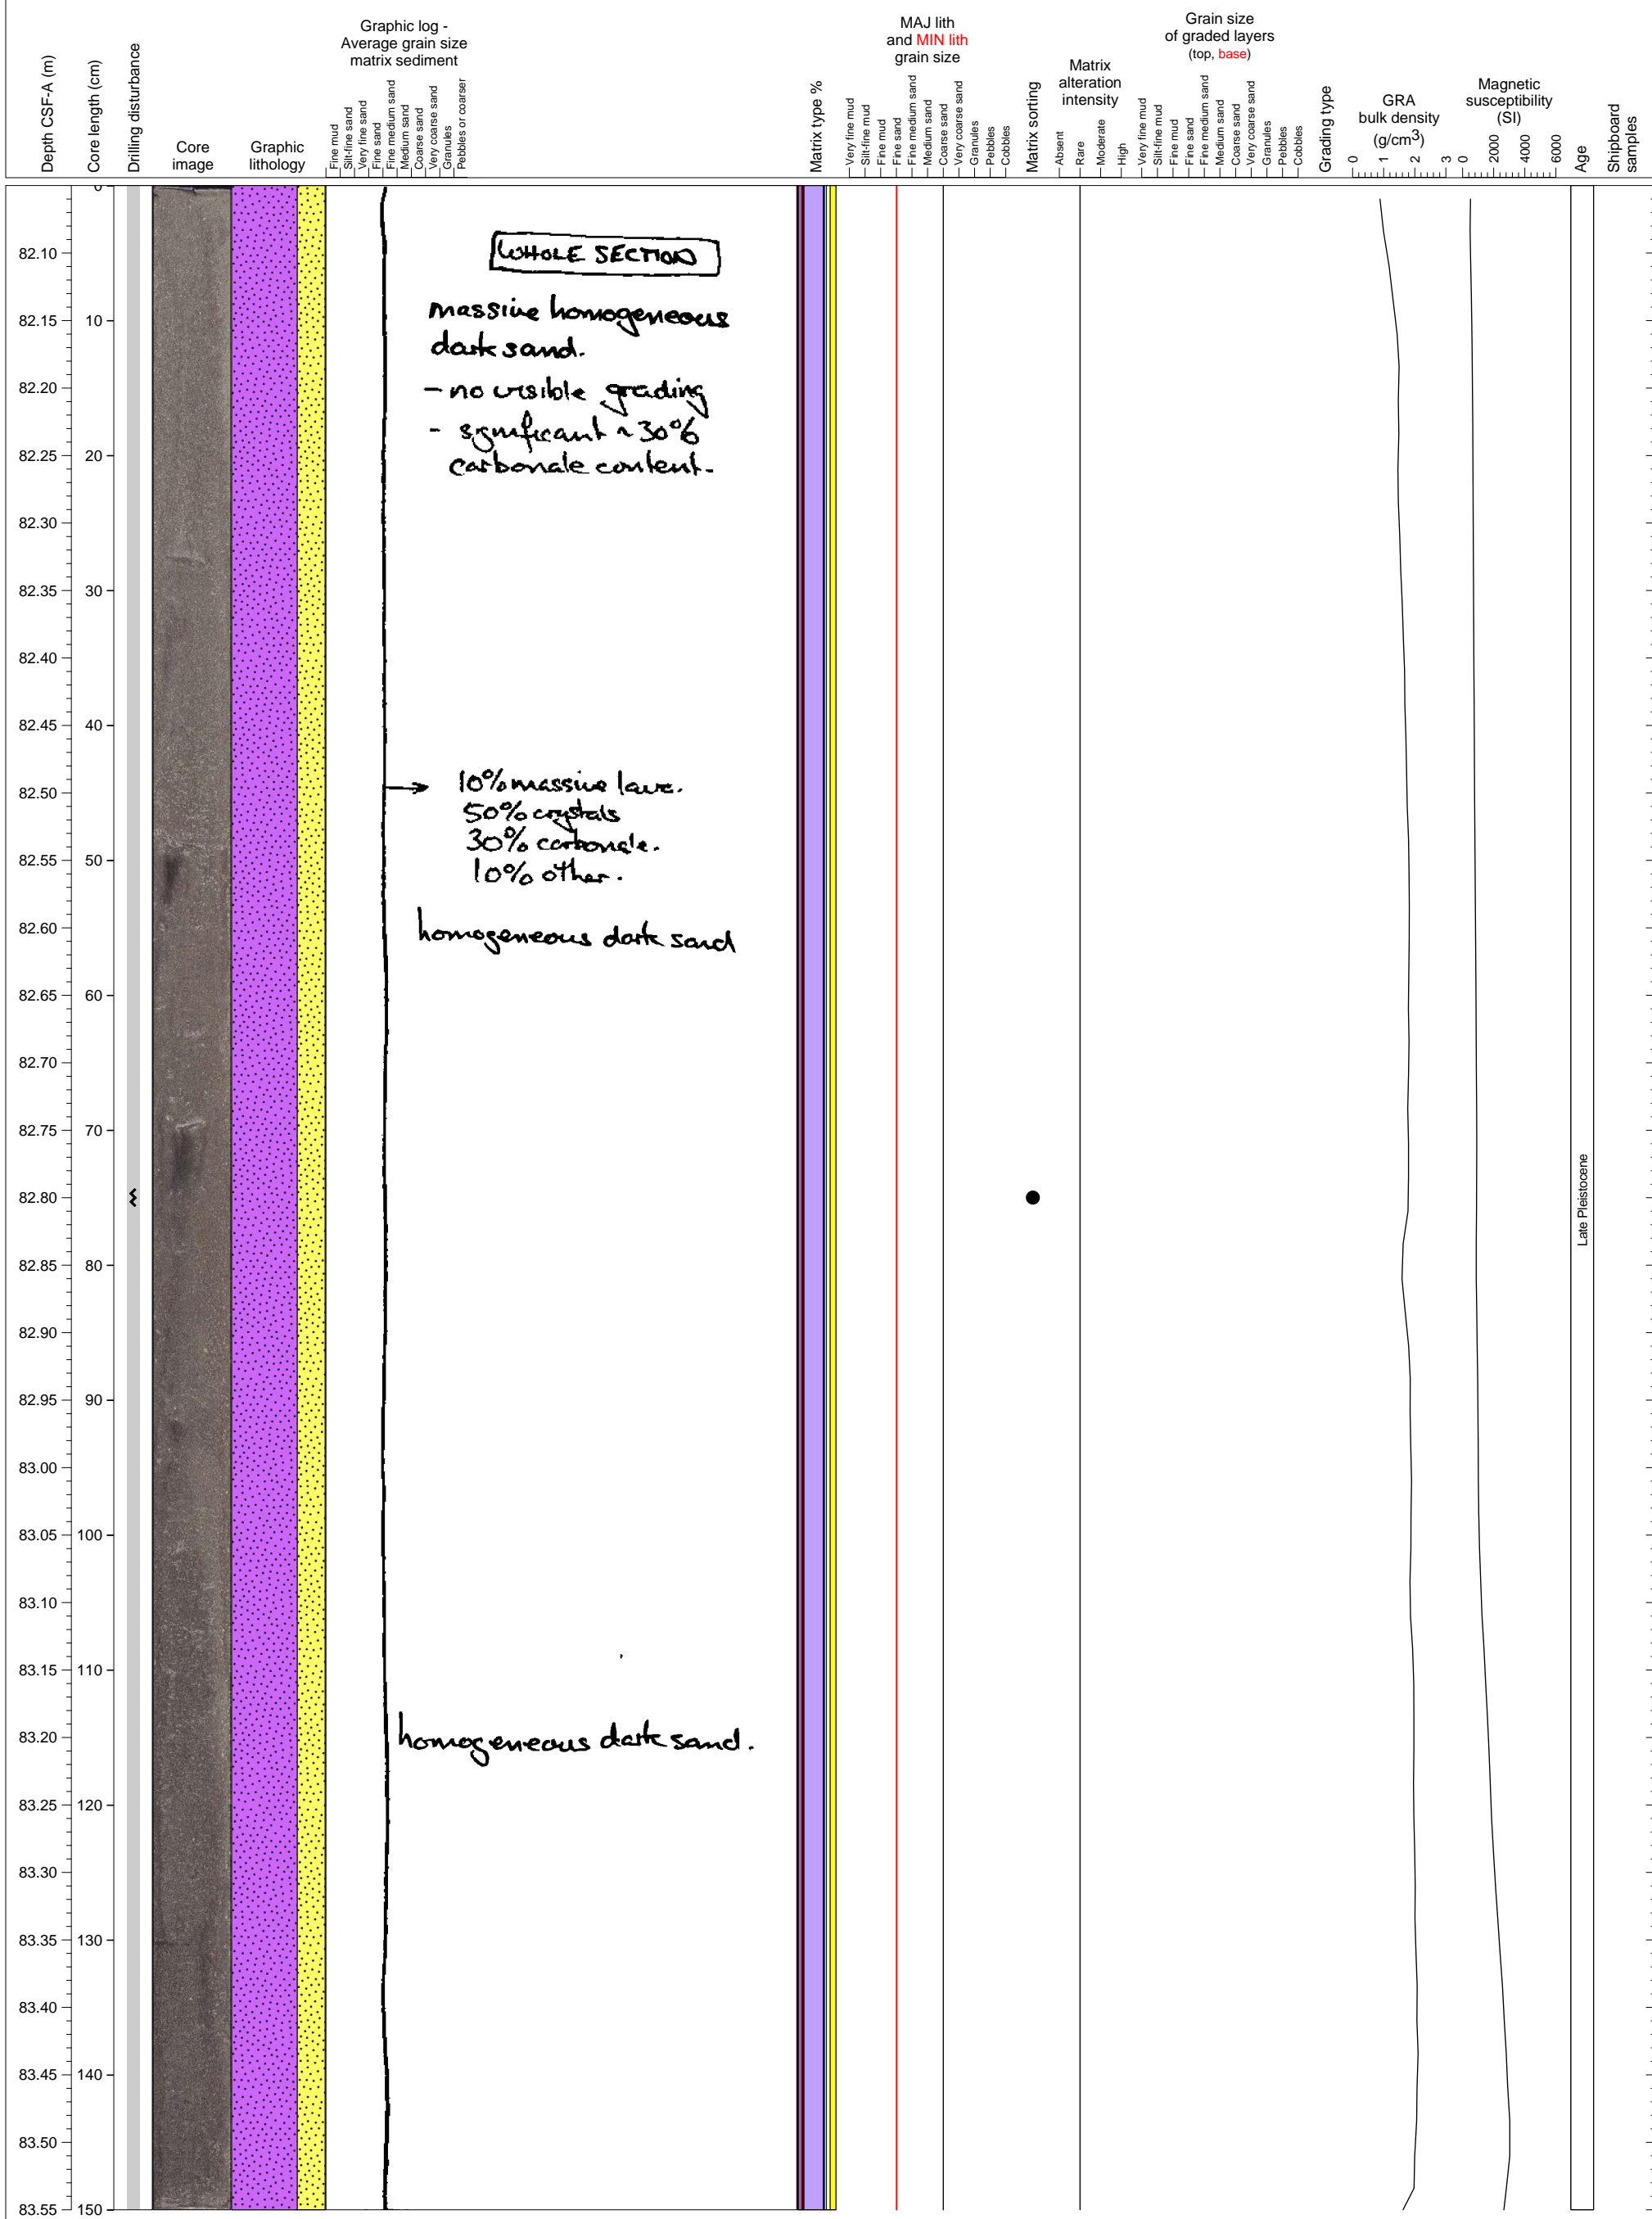 Depth CSF-A (m)
Core length (cm)
Drilling disturbance
Core
image
Graphic
lithology
Graphic log -
Average grain size
matrix sediment
Fine mud
Silt-fine sand
Very fine sand
Fine sand
Fine medium sand
Medium sand
Coarse sand
Very coarse sand
Granules
Pebbles or coarser
Matrix type %
MAJ lith
and MIN lith
grain size
Very fine mud
Silt-fine mud
Fine mud
Fine sand
Fine medium sand
Medium sand
Coarse sand
Very coarse sand
Granules
Pebbles
Cobbles
Matrix sorting
Matrix
alteration
intensity
Absent
Rare
Moderate
High
Grain size
of graded layers
(top, base)
Very fine mud
Silt-fine mud
Fine mud
Fine sand
Fine medium sand
Medium sand
Coarse sand
Very coarse sand
Granules
Pebbles
Cobbles
Grading type
GRA
bulk density
(g/cm3)
0 1 2 3
Magnetic
susceptibility
(SI)
0 2000 4000 6000
Age
Shipboard
samples
0
82.10
82.15 10
82.20
82.25 20
82.30
82.35 30
82.40
82.45 40
82.50
82.55 50
82.60
82.65 60
82.70
82.75 70
82.80
82.85 80
82.90
82.95 90
83.00
83.05 100
83.10
83.15 110
83.20
83.25 120
83.30
83.35 130
83.40
83.45 140
83.50
83.55 150
WHOLE SECTION
massive homogeneous
dark sand.
- no visible grading
- significant ~30%
carbonate content.
10% massive lava.
50% crystals
30% carbonate.
10% other.
homogeneous dark sand
homogeneous dark sand.
Late Pleistocene